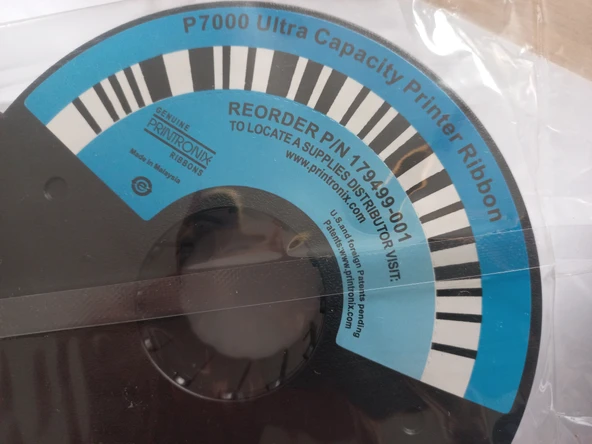 P7000 Ultra Capacity Printer Ribbon
GENUINE
PRINTRONIX
RIBBONS
Made in Malaysia
REORDER P/N 179499-001
TO LOCATE A SUPPLIES DISTRIBUTOR VISIT:
www.printronix.com
U.S. and foreign Patents pending
Patents:www.printronix.com